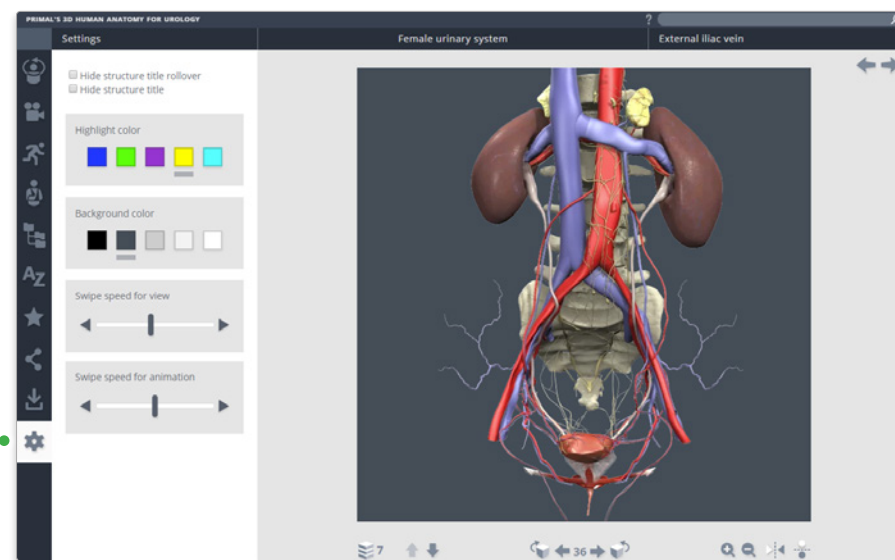 PRIMAL'S 3D HUMAN ANATOMY FOR UROLOGY
?
Settings
Female urinary system
External iliac vein
Hide structure title rollover
Hide structure title
Highlight color
Background color
Swipe speed for view
Swipe speed for animation
AZ
7
36